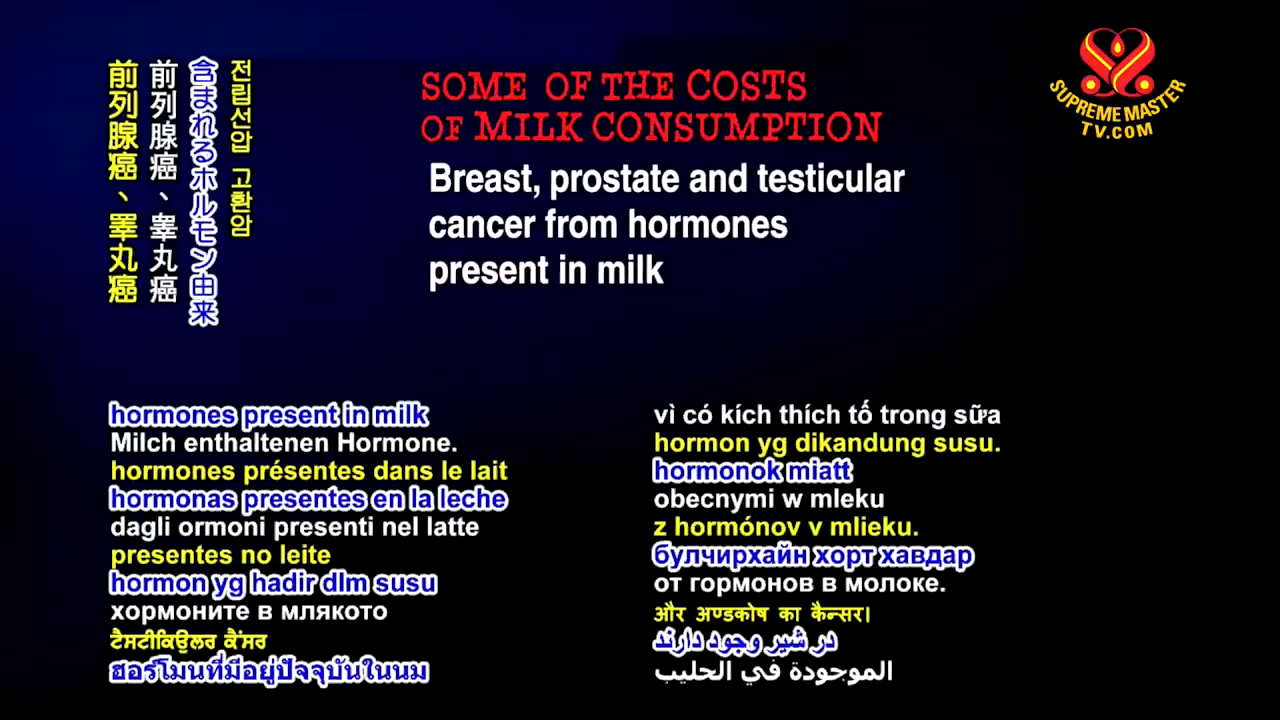 SOME OF THE COSTS
OF MILK CONSUMPTION
Breast, prostate and testicular
cancer from hormones
present in milk
SUPREME MASTER
TV.COM
전립선압 고환암
含まれるホルモン由来
前列腺癌、睾丸癌
前列腺癌、睪丸癌
hormones present in milk
Milch enthaltenen Hormone.
hormones présentes dans le lait
hormonas presentes en la leche
dagli ormoni presenti nel latte
presentes no leite
hormon yg hadir dlm susu
хормоните в млякото
ਟੈਸਟੀਕਿਉਲਰ ਕੈਂਸਰ
ฮอร์โมนที่มีอยู่ปัจจุบันในนม
vì có kích thích tố trong sữa
hormon yg dikandung susu.
hormonok miatt
obecnymi w mleku
z hormónov v mlieku.
булчирхайн хорт хавдар
от гормонов в молоке.
और अण्डकोष का कैन्सर।
در شیر وجود دارند
الموجودة في الحليب